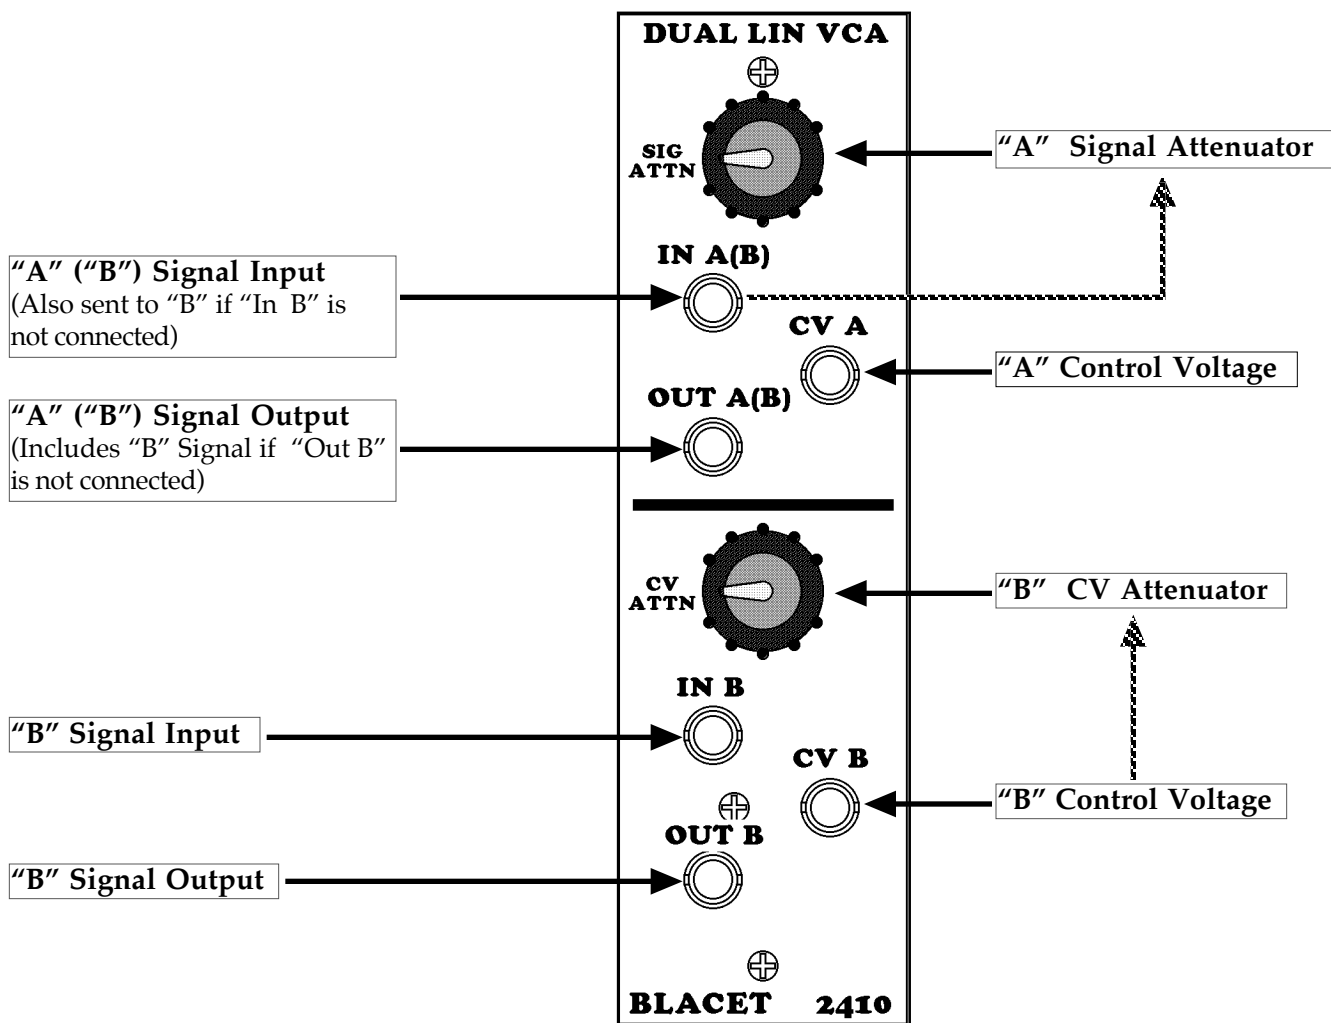 DUAL LIN VCA
SIG
ATTN
"A" Signal Attenuator
IN A(B)
"A" ("B") Signal Input
(Also sent to "B" if "In B" is
not connected)
CV A
"A" Control Voltage
OUT A(B)
"A" ("B") Signal Output
(Includes "B" Signal if "Out B"
is not connected)
CV
ATTN
"B" CV Attenuator
IN B
"B" Signal Input
CV B
"B" Control Voltage
OUT B
"B" Signal Output
BLACET 2410